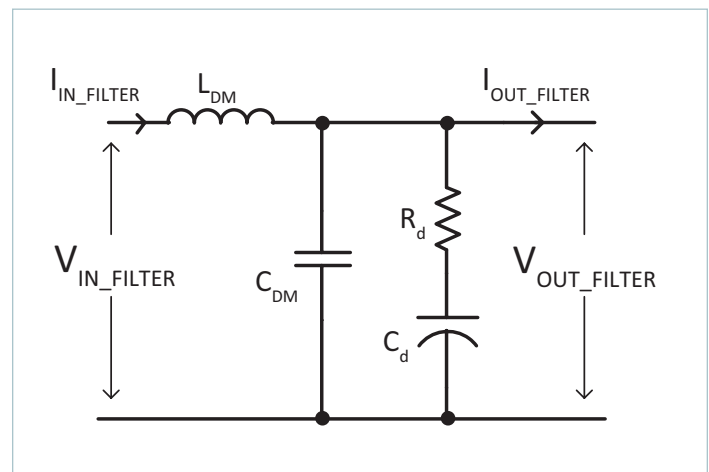 I_IN_FILTER
L_DM
I_OUT_FILTER
R_d
V_IN_FILTER
C_DM
V_OUT_FILTER
C_d